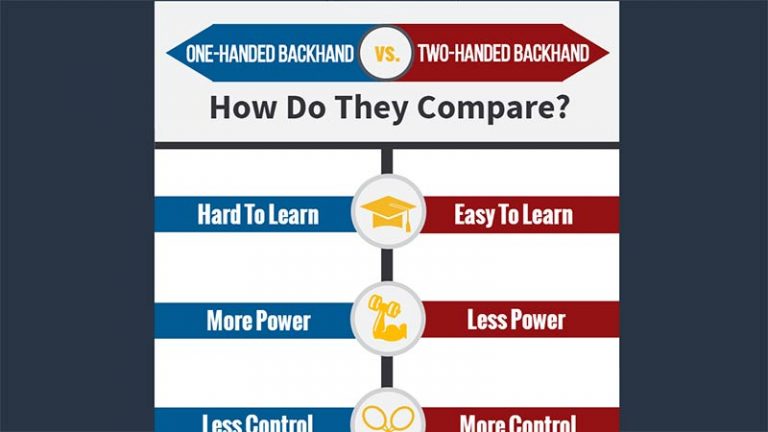 ONE-HANDED BACKHAND VS. TWO-HANDED BACKHAND
How Do They Compare?
Hard To Learn Easy To Learn
More Power Less Power
Less Control More Control